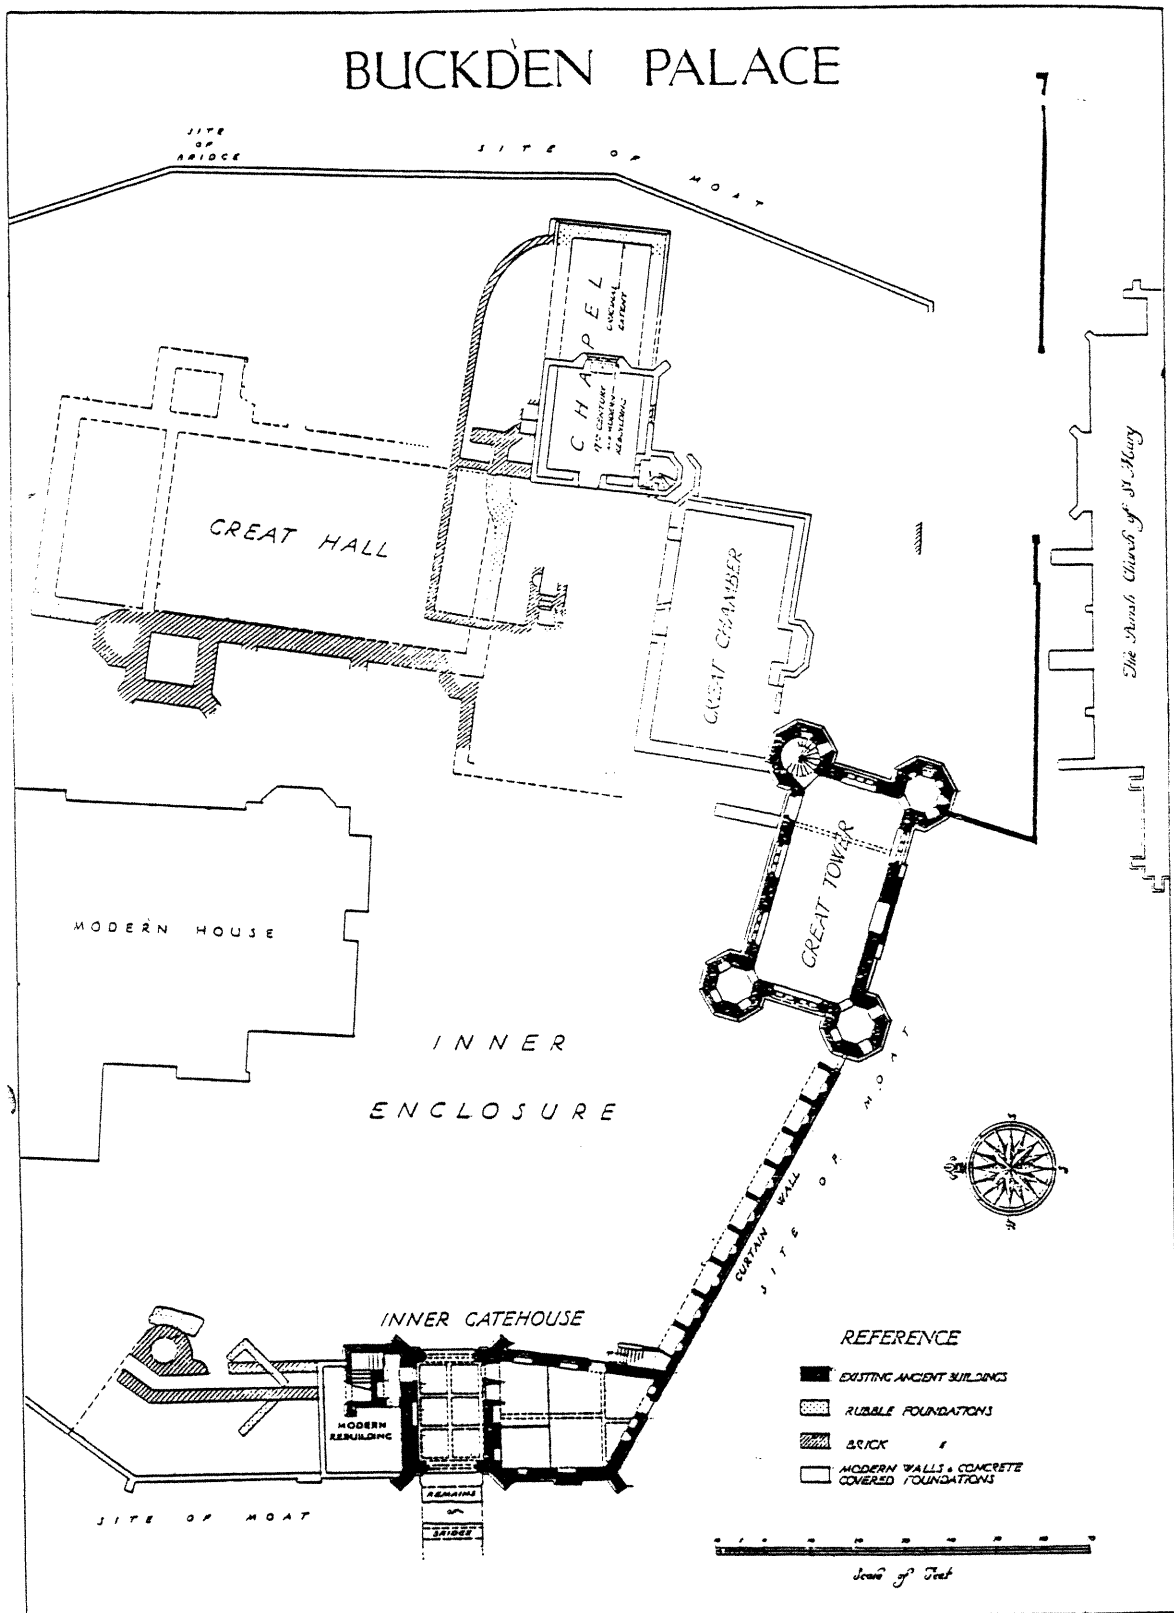 BUCKDEN PALACE
SITE
OF
BRIDGE
SITE OF MOAT
CHAPEL
ORIGINAL
EXTENT
17TH CENTURY
AND MODERN
REBUILDING
GREAT HALL
GREAT CHAMBER
The Parish Church of St Mary
GREAT TOWER
MODERN HOUSE
INNER
ENCLOSURE
CURTAIN WALL
SITE OF MOAT
INNER GATEHOUSE
MODERN
REBUILDING
REMAINS
OF
BRIDGE
SITE OF MOAT
REFERENCE
EXISTING ANCIENT BUILDINGS
RUBBLE FOUNDATIONS
BRICK
MODERN WALLS & CONCRETE
COVERED FOUNDATIONS
Scale of Feet